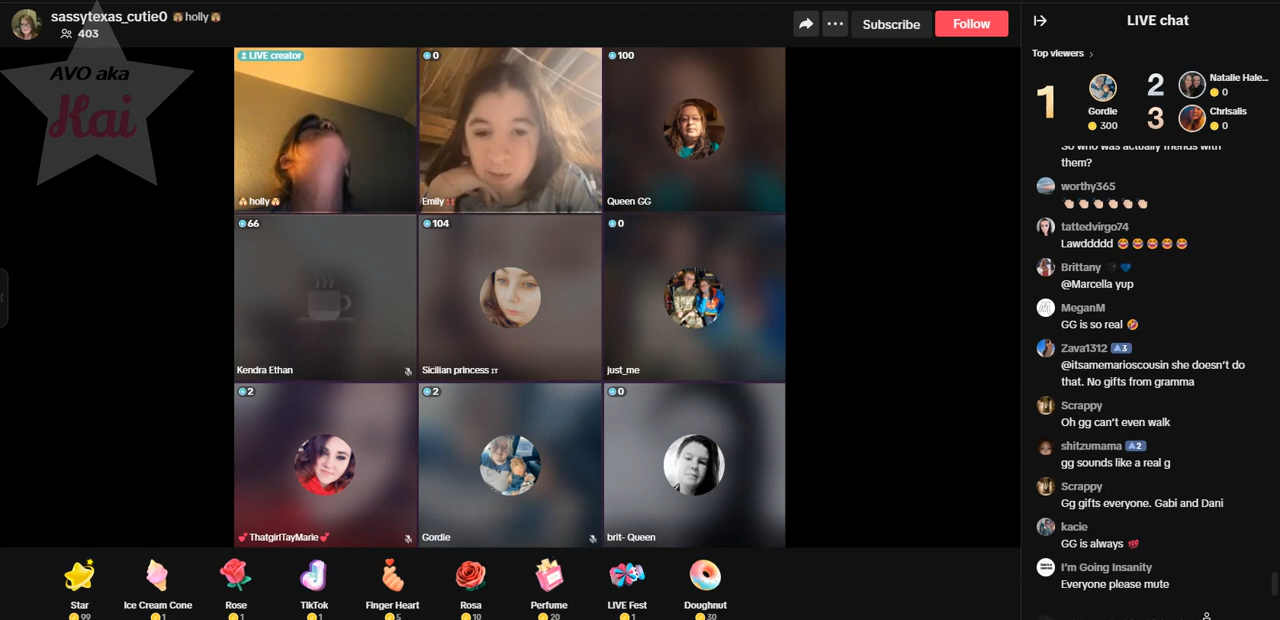 sassytexas_cutie0 🙈holly🙈
403
Subscribe
Follow
AVO aka
Kai
LIVE creator
🙈holly🙈
0
Emily
100
Queen GG
66
Kendra Ethan
104
Sicilian princess IT
0
just_me
2
💕ThatgirlTayMarie💕
2
Gordie
0
brit- Queen
Star
99
Ice Cream Cone
1
Rose
1
TikTok
1
Finger Heart
5
Rosa
10
Perfume
20
LIVE Fest
1
Doughnut
30
LIVE chat
Top viewers >
1
Gordie
300
2
Natalie Hale...
0
3
Chrisalis
0
So who was actually friends with
them?
worthy365
👏🏻👏🏻👏🏻👏🏻👏🏻👏🏻
tattedvirgo74
Lawddddd 😂😂😂😂😂
Brittany 🖤💙
@Marcella yup
MeganM
GG is so real 🤣
Zava1312 A3
@itsamemarioscousin she doesn't do
that. No gifts from gramma
Scrappy
Oh gg can't even walk
shitzumama A2
gg sounds like a real g
Scrappy
Gg gifts everyone. Gabi and Dani
kacie
GG is always 💯
I'm Going Insanity
Everyone please mute